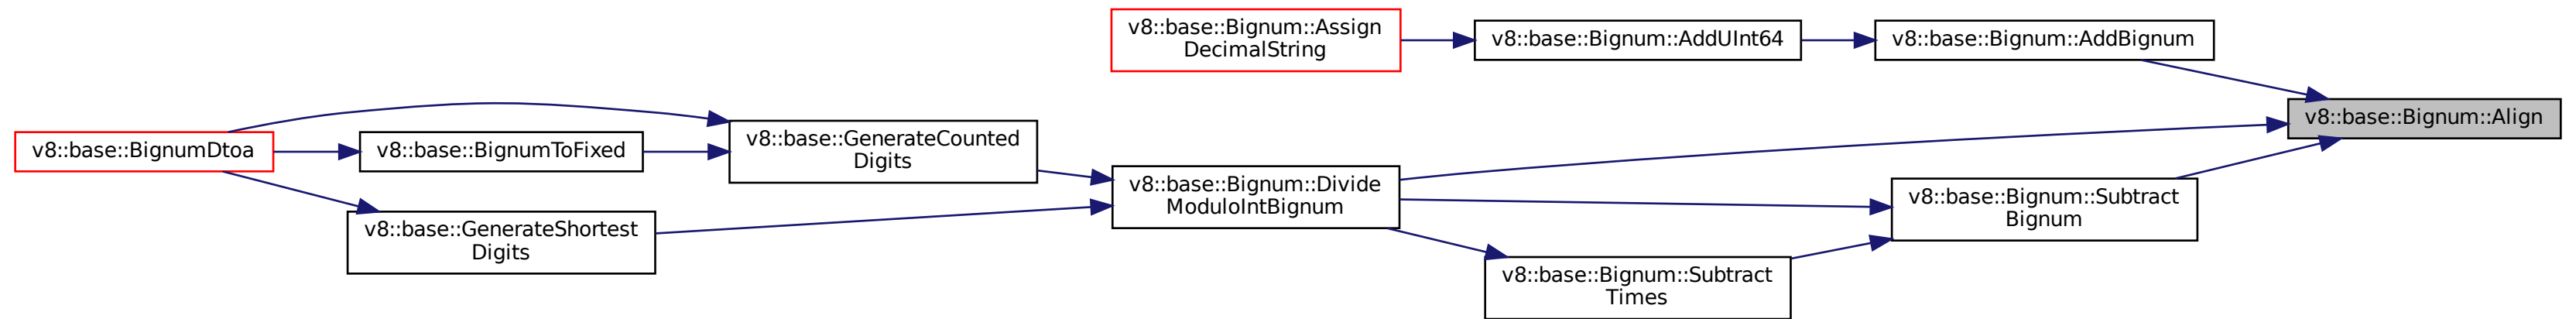 v8::base::Bignum::Assign
DecimalString
v8::base::Bignum::AddUInt64
v8::base::Bignum::AddBignum
v8::base::Bignum::Align
v8::base::BignumDtoa
v8::base::BignumToFixed
v8::base::GenerateCounted
Digits
v8::base::Bignum::Divide
ModuloIntBignum
v8::base::Bignum::Subtract
Bignum
v8::base::GenerateShortest
Digits
v8::base::Bignum::Subtract
Times